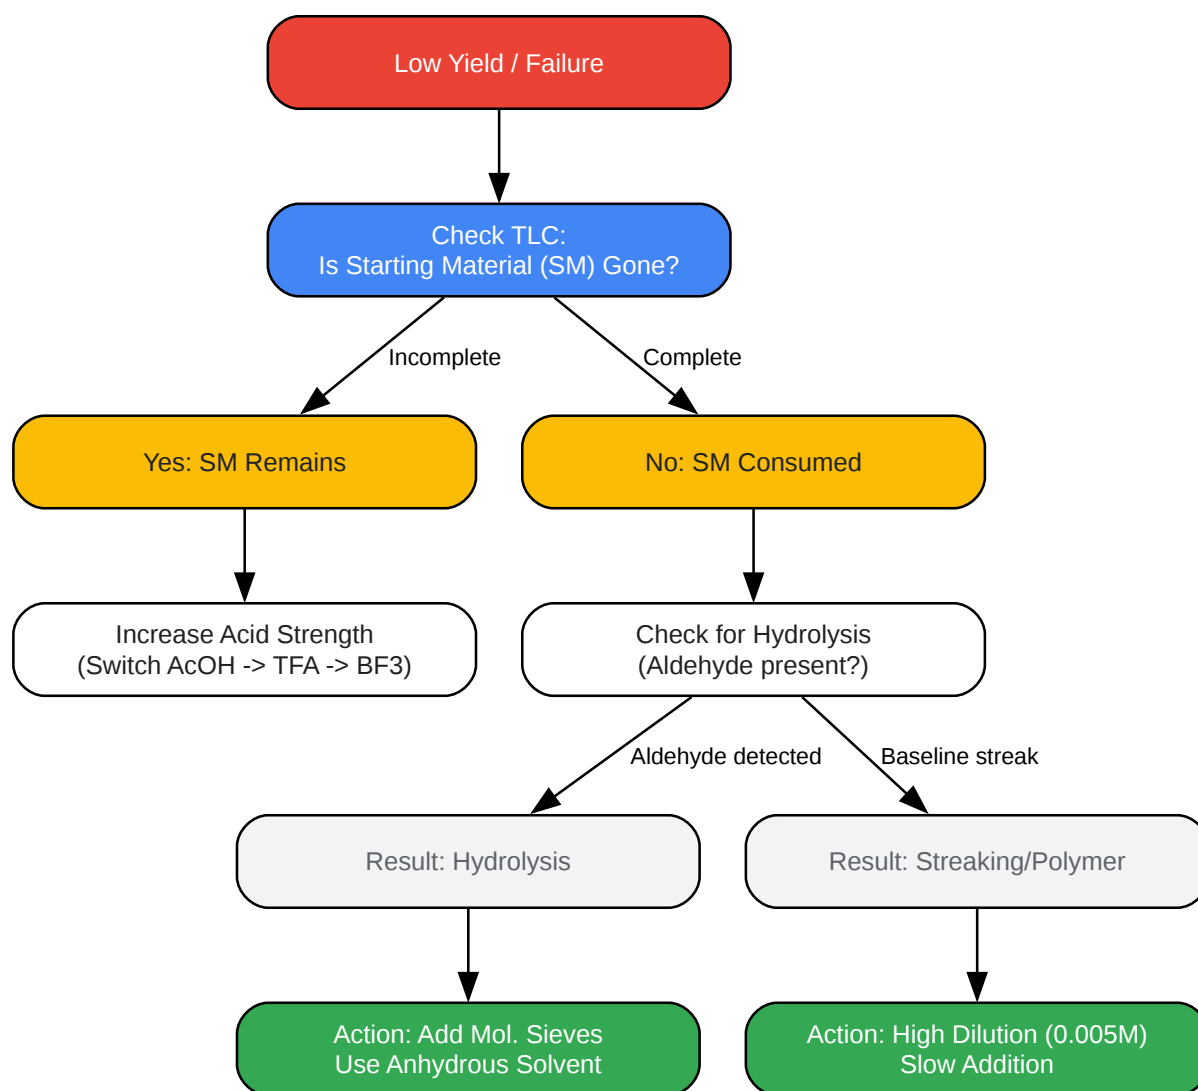 Low Yield / Failure
Check TLC:
Is Starting Material (SM) Gone?
Incomplete
Complete
Yes: SM Remains
No: SM Consumed
Increase Acid Strength
(Switch AcOH -> TFA -> BF3)
Check for Hydrolysis
(Aldehyde present?)
Aldehyde detected
Baseline streak
Result: Hydrolysis
Result: Streaking/Polymer
Action: Add Mol. Sieves
Use Anhydrous Solvent
Action: High Dilution (0.005M)
Slow Addition